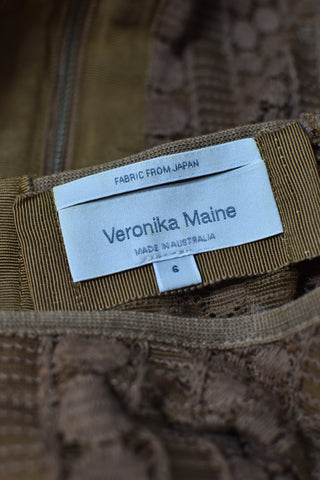 FABRIC FROM JAPAN
Veronika Maine
MADE IN AUSTRALIA
6